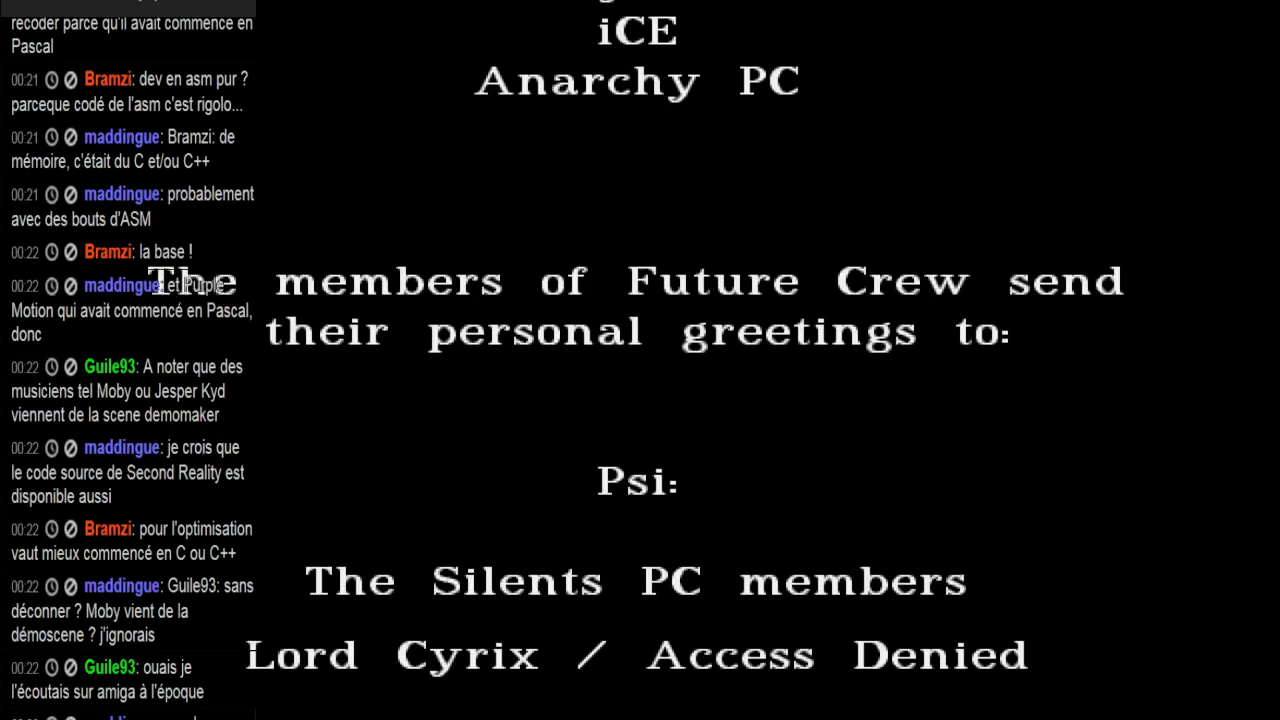 recoder parce qu'il avait commencé en
Pascal
00:21 Bramzi: dev en asm pur ?
parceque codé de l'asm c'est rigolo...
00:21 maddingue: Bramzi: de
mémoire, c'était du C et/ou C++
00:21 maddingue: probablement
avec des bouts d'ASM
00:22 Bramzi: la base !
00:22 maddingue: et Purple
Motion qui avait commencé en Pascal,
donc
00:22 Guile93: A noter que des
musiciens tel Moby ou Jesper Kyd
viennent de la scene demomaker
00:22 maddingue: je crois que
le code source de Second Reality est
disponible aussi
00:22 Bramzi: pour l'optimisation
vaut mieux commencé en C ou C++
00:22 maddingue: Guile93: sans
déconner ? Moby vient de la
démoscene ? j'ignorais
00:22 Guile93: ouais je
l'écoutais sur amiga à l'époque
iCE
Anarchy PC
The members of Future Crew send
their personal greetings to:
Psi:
The Silents PC members
Lord Cyrix / Access Denied